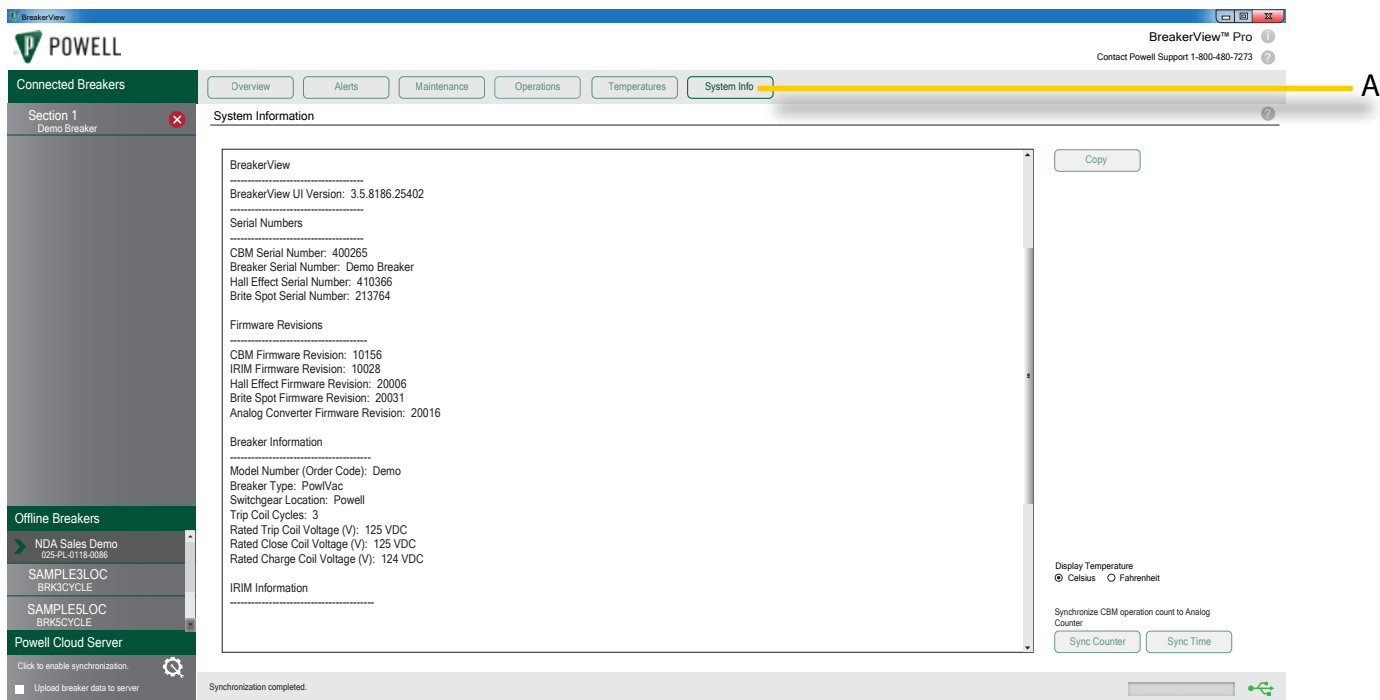 BreakerView
POWELL
BreakerView™ Pro
Contact Powell Support 1-800-480-7273
Connected Breakers
Overview
Alerts
Maintenance
Operations
Temperatures
System Info
A
Section 1
Demo Breaker
System Information
BreakerView
--------------------------------------
BreakerView UI Version: 3.5.8186.25402
--------------------------------------
Serial Numbers
--------------------------------------
CBM Serial Number: 400265
Breaker Serial Number: Demo Breaker
Hall Effect Serial Number: 410366
Brite Spot Serial Number: 213764
Firmware Revisions
---------------------------------------
CBM Firmware Revision: 10156
IRIM Firmware Revision: 10028
Hall Effect Firmware Revision: 20006
Brite Spot Firmware Revision: 20031
Analog Converter Firmware Revision: 20016
Breaker Information
----------------------------------------
Model Number (Order Code): Demo
Breaker Type: PowlVac
Switchgear Location: Powell
Trip Coil Cycles: 3
Rated Trip Coil Voltage (V): 125 VDC
Rated Close Coil Voltage (V): 125 VDC
Rated Charge Coil Voltage (V): 124 VDC
IRIM Information
-----------------------------------------
Copy
Display Temperature
Celsius Fahrenheit
Synchronize CBM operation count to Analog
Counter
Sync Counter
Sync Time
Offline Breakers
NDA Sales Demo
025-PL-0118-0086
SAMPLE3LOC
BRK3CYCLE
SAMPLE5LOC
BRK5CYCLE
Powell Cloud Server
Click to enable synchronization.
Upload breaker data to server
Synchronization completed.